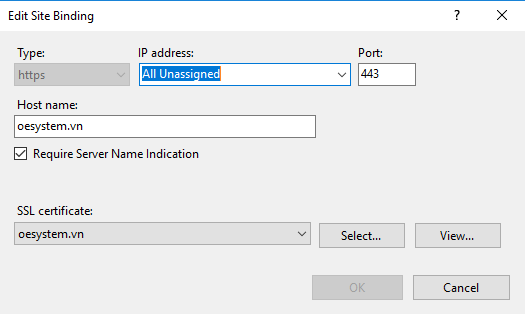 Edit Site Binding
?
Type: IP address: Port:
https All Unassigned 443
Host name:
oesystem.vn
Require Server Name Indication
SSL certificate:
oesystem.vn Select... View...
OK Cancel